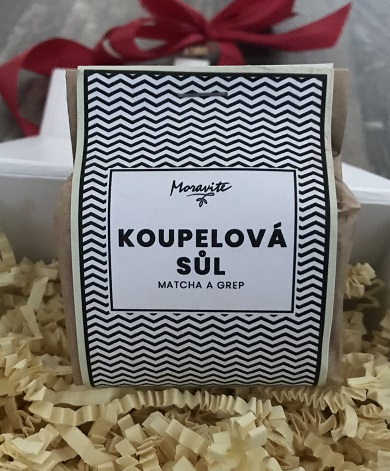 Moravite
KOUPELOVÁ
SŮL
MATCHA A GREP